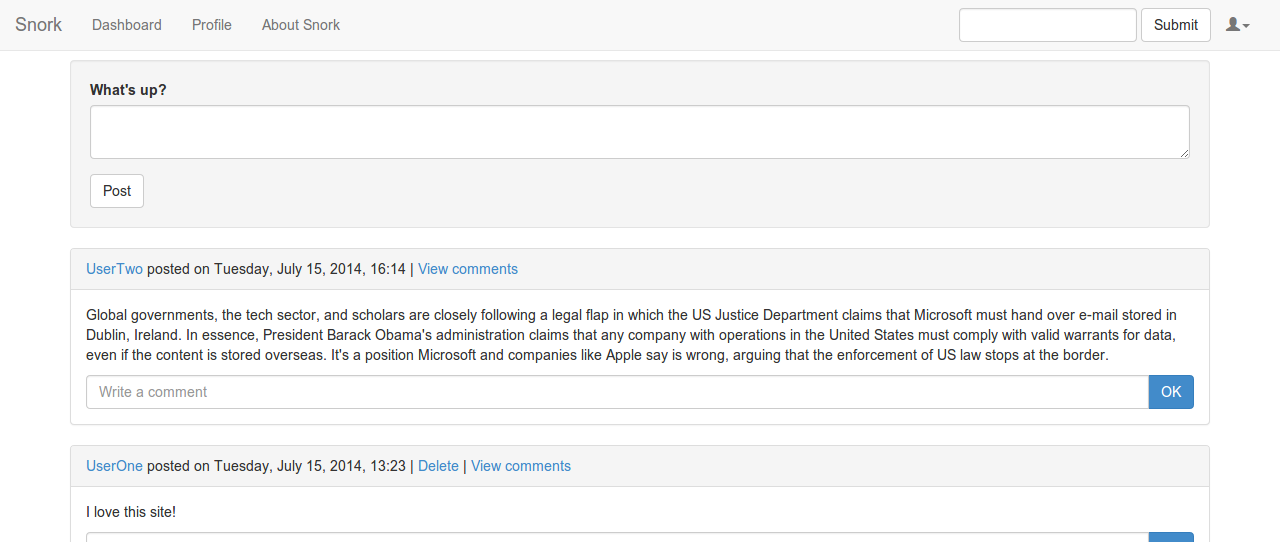 Snork Dashboard Profile About Snork Submit
What's up?
Post
UserTwo posted on Tuesday, July 15, 2014, 16:14 | View comments
Global governments, the tech sector, and scholars are closely following a legal flap in which the US Justice Department claims that Microsoft must hand over e-mail stored in
Dublin, Ireland. In essence, President Barack Obama's administration claims that any company with operations in the United States must comply with valid warrants for data,
even if the content is stored overseas. It's a position Microsoft and companies like Apple say is wrong, arguing that the enforcement of US law stops at the border.
Write a comment OK
UserOne posted on Tuesday, July 15, 2014, 13:23 | Delete | View comments
I love this site!